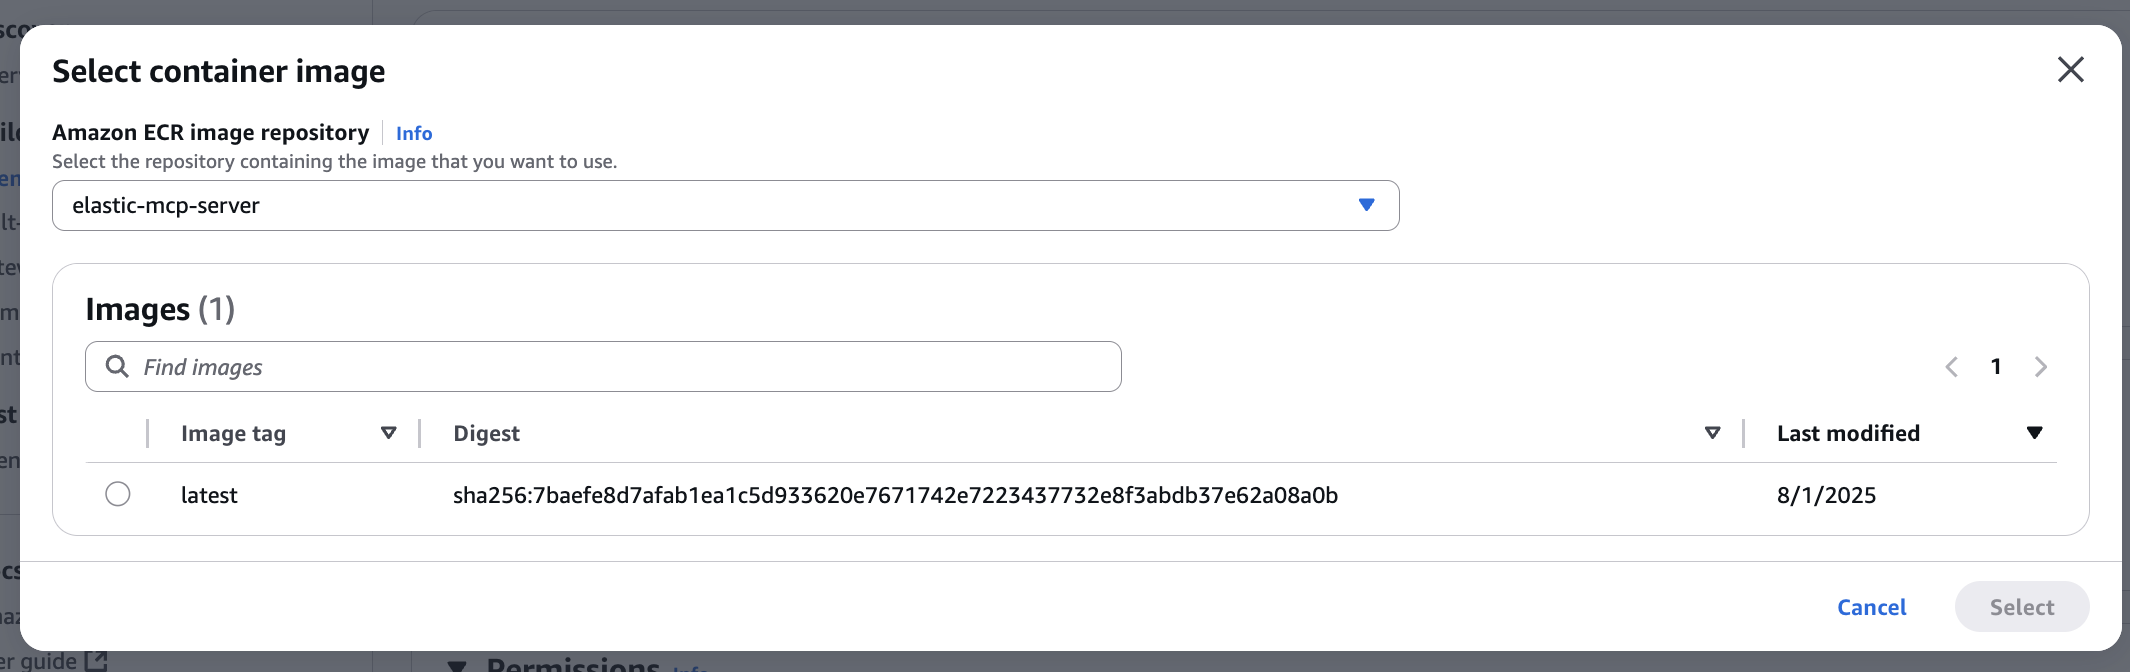 Select container image
Amazon ECR image repository Info
Select the repository containing the image that you want to use.
elastic-mcp-server
Images (1)
Find images
1
Image tag Digest Last modified
latest sha256:7baefe8d7afab1ea1c5d933620e7671742e7223437732e8f3abdb37e62a08a0b 8/1/2025
Cancel Select
guide
Permissions Info